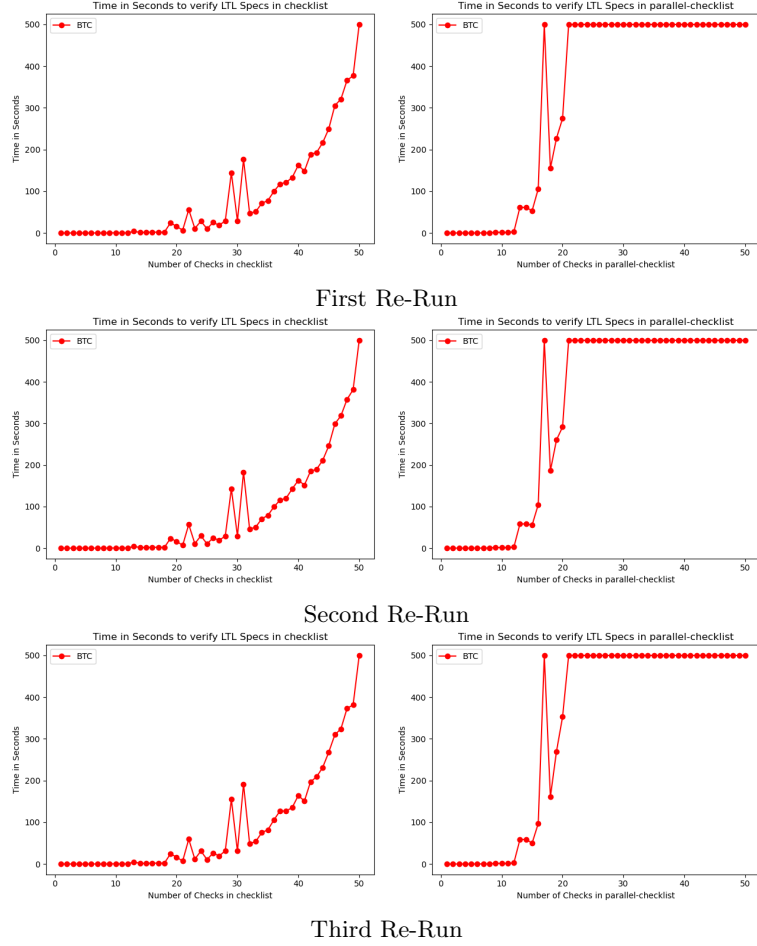 Time in Seconds to verify LTL Specs in checklist
BTC
500
400
300
200
100
0
Time in Seconds
0 10 20 30 40 50
Number of Checks in checklist
Time in Seconds to verify LTL Specs in parallel-checklist
BTC
500
400
300
200
100
0
Time in Seconds
0 10 20 30 40 50
Number of Checks in parallel-checklist
First Re-Run
Time in Seconds to verify LTL Specs in checklist
BTC
500
400
300
200
100
0
Time in Seconds
0 10 20 30 40 50
Number of Checks in checklist
Time in Seconds to verify LTL Specs in parallel-checklist
BTC
500
400
300
200
100
0
Time in Seconds
0 10 20 30 40 50
Number of Checks in parallel-checklist
Second Re-Run
Time in Seconds to verify LTL Specs in checklist
BTC
500
400
300
200
100
0
Time in Seconds
0 10 20 30 40 50
Number of Checks in checklist
Time in Seconds to verify LTL Specs in parallel-checklist
BTC
500
400
300
200
100
0
Time in Seconds
0 10 20 30 40 50
Number of Checks in parallel-checklist
Third Re-Run